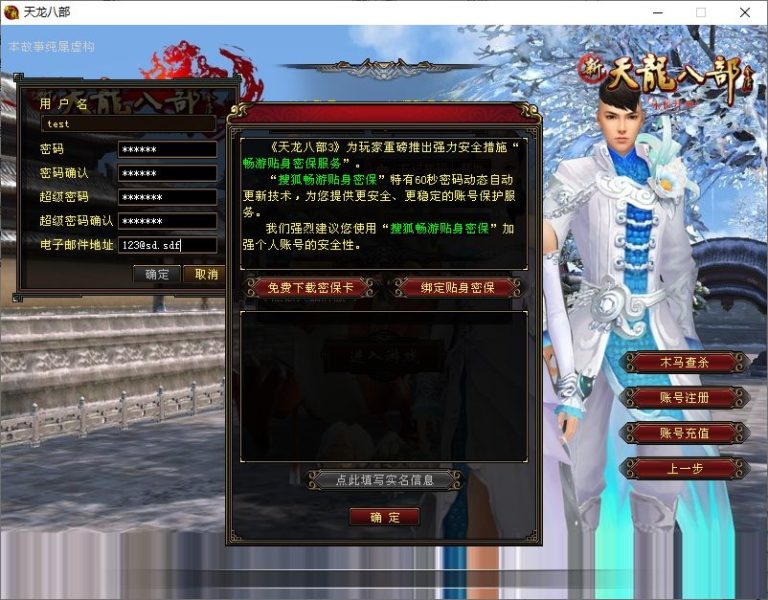 天龙八部
本故事纯属虚构
新天龍八部
天龍八部
用户名
test
密码
******
密码确认
******
超级密码
*******
超级密码确认
*******
电子邮件地址
123@sd.sdf
确定
取消
《天龙八部3》为玩家重磅推出强力安全措施“
畅游贴身密保服务”。
“搜狐畅游贴身密保”特有60秒密码动态自动
更新技术，为您提供更安全、更稳定的账号保护服
务。
我们强烈建议您使用“搜狐畅游贴身密保”加
强个人账号的安全性。
免费下载密保卡
绑定贴身密保
进入游戏
点此填写实名信息
确定
木马查杀
账号注册
账号充值
上一步